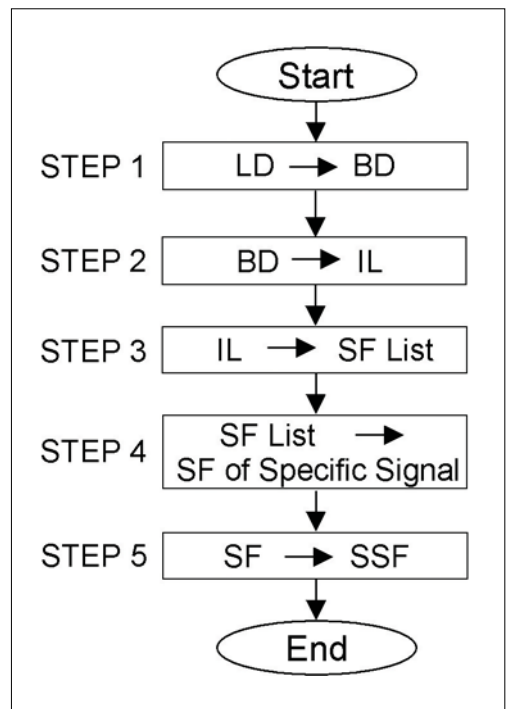 Start
STEP 1
LD → BD
STEP 2
BD → IL
STEP 3
IL → SF List
STEP 4
SF List →
SF of Specific Signal
STEP 5
SF → SSF
End